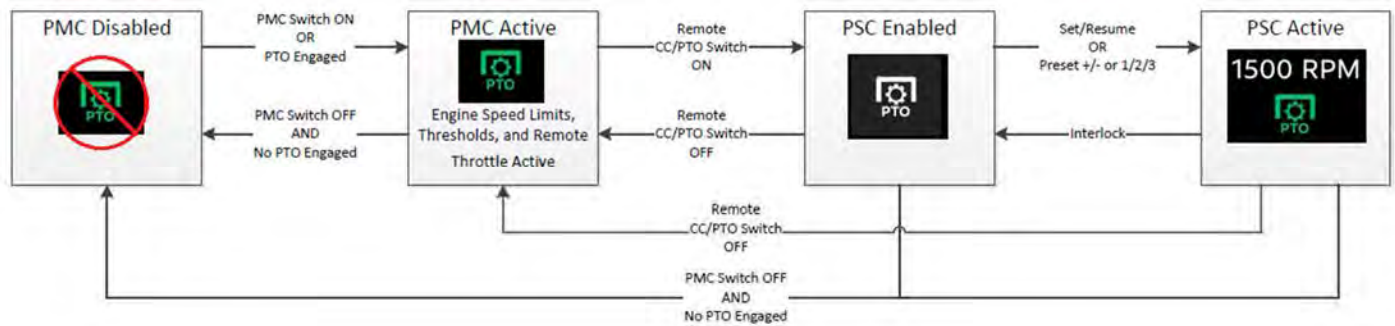 PMC Disabled
PTO
PMC Switch ON
OR
PTO Engaged
PMC Switch OFF
AND
No PTO Engaged
PMC Active
PTO
Engine Speed Limits,
Thresholds, and Remote
Throttle Active
Remote
CC/PTO Switch
ON
Remote
CC/PTO Switch
OFF
PSC Enabled
PTO
Set/Resume
OR
Preset +/- or 1/2/3
Interlock
PSC Active
1500 RPM
PTO
Remote
CC/PTO Switch
OFF
PMC Switch OFF
AND
No PTO Engaged